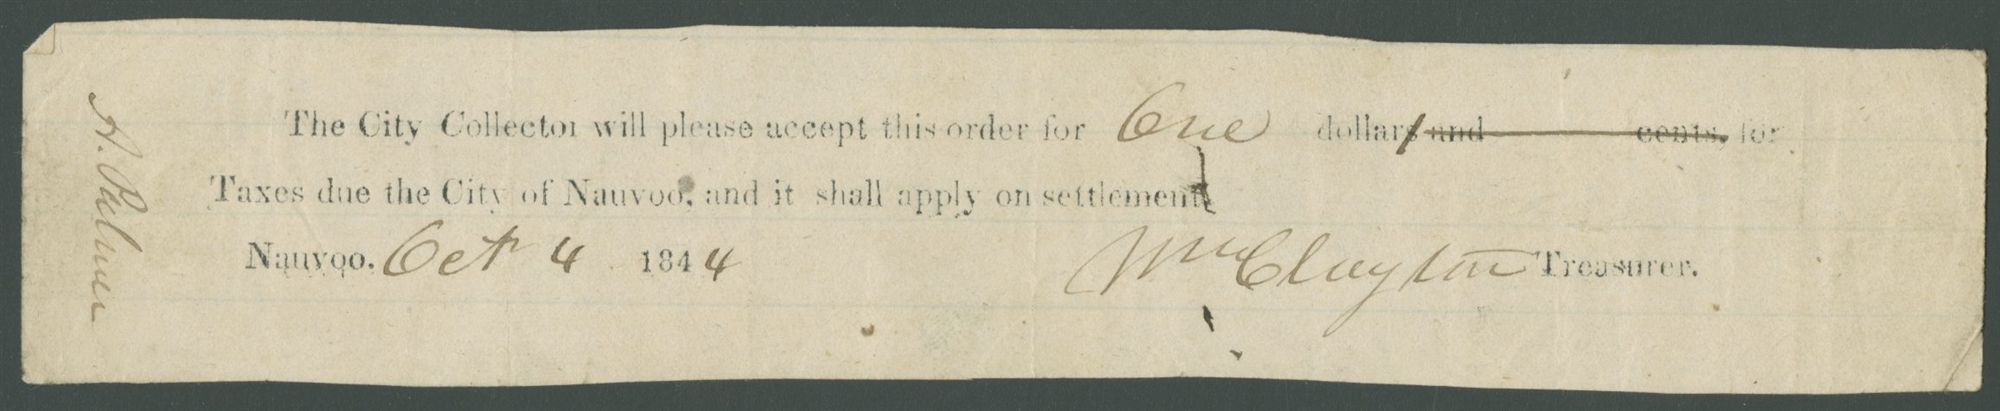 The City Collector will please accept this order for One dollars and cents, for
Taxes due the City of Nauvoo, and it shall apply on settlement.
Nauvoo, Oct 4 1844 Wm Clayton Treasurer.
A. Palmer